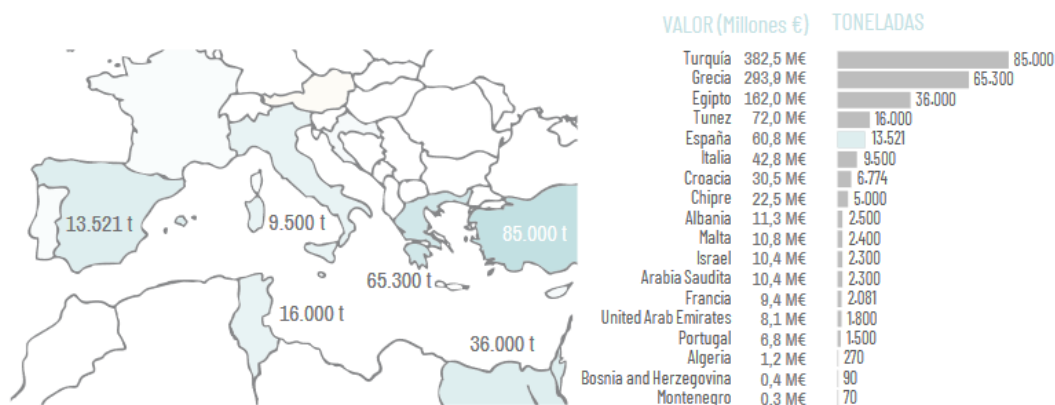 VALOR (Millones €) TONELADAS
Turquía 382,5 M€ 85.000
Grecia 293,9 M€ 65.300
Egipto 162,0 M€ 36.000
Tunez 72,0 M€ 16.000
España 60,8 M€ 13.521
Italia 42,8 M€ 9.500
Croacia 30,5 M€ 6.774
Chipre 22,5 M€ 5.000
Albania 11,3 M€ 2.500
Malta 10,8 M€ 2.400
Israel 10,4 M€ 2.300
Arabia Saudita 10,4 M€ 2.300
Francia 9,4 M€ 2.081
United Arab Emirates 8,1 M€ 1.800
Portugal 6,8 M€ 1.500
Algeria 1,2 M€ 270
Bosnia and Herzegovina 0,4 M€ 90
Montenegro 0,3 M€ 70
13.521 t
9.500 t
85.000 t
65.300 t
16.000 t
36.000 t